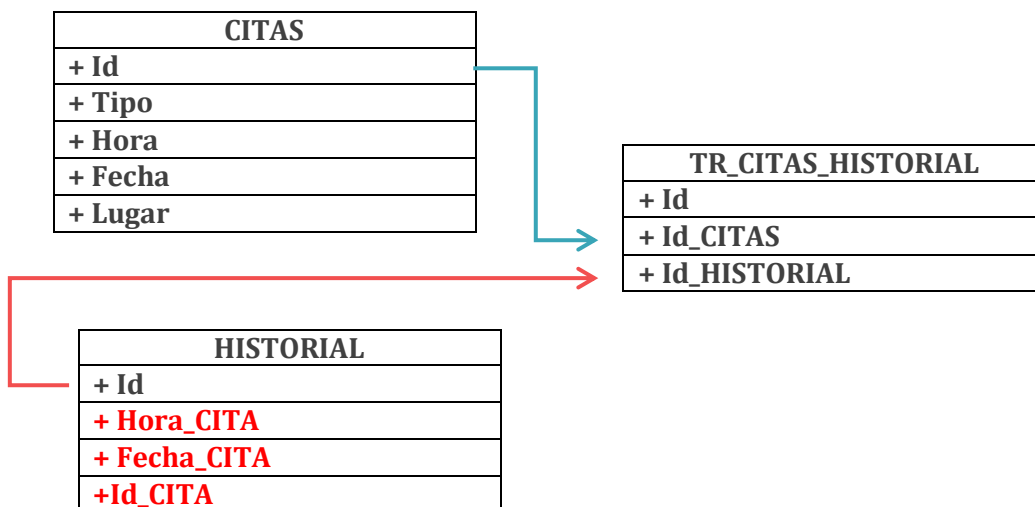 CITAS
+ Id
+ Tipo
+ Hora
+ Fecha
+ Lugar
TR_CITAS_HISTORIAL
+ Id
+ Id_CITAS
+ Id_HISTORIAL
HISTORIAL
+ Id
+ Hora_CITA
+ Fecha_CITA
+Id_CITA